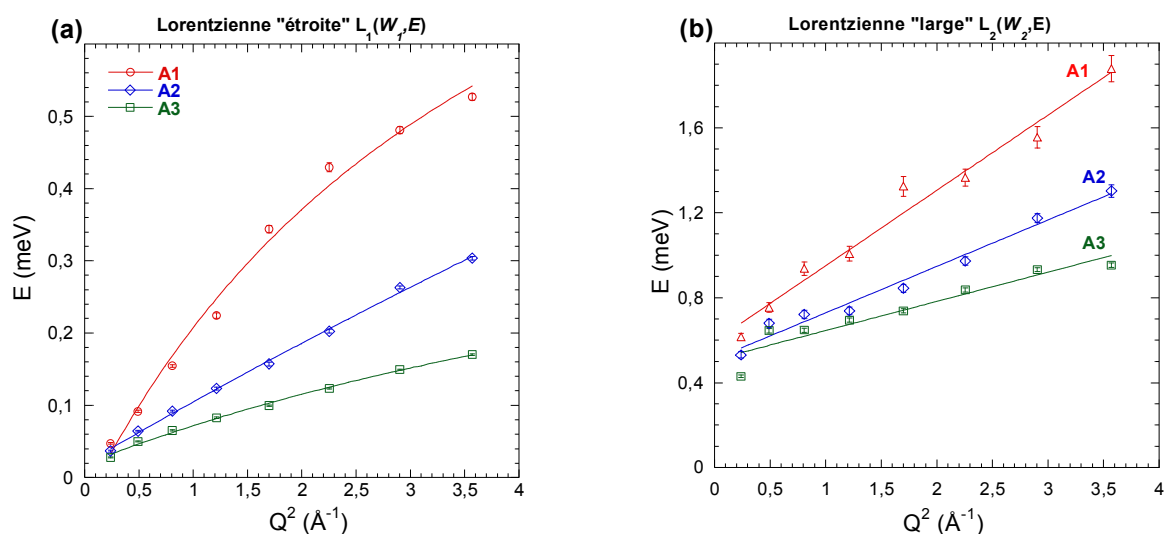 (a)
Lorentzienne "étroite" L1(W1,E)
A1
A2
A3
0,5
0,4
0,3
0,2
0,1
0
E (meV)
0 0,5 1 1,5 2 2,5 3 3,5 4
Q2 (Å-1)
(b)
Lorentzienne "large" L2(W2,E)
A1
A2
A3
2
1,6
1,2
0,8
0,4
0
E (meV)
0 0,5 1 1,5 2 2,5 3 3,5 4
Q2 (Å-1)